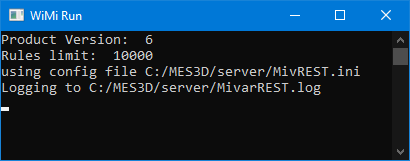 WiMi Run
Product Version:  6
Rules limit:  10000
using config file C:/MES3D/server/MivREST.ini
Logging to C:/MES3D/server/MivarREST.log